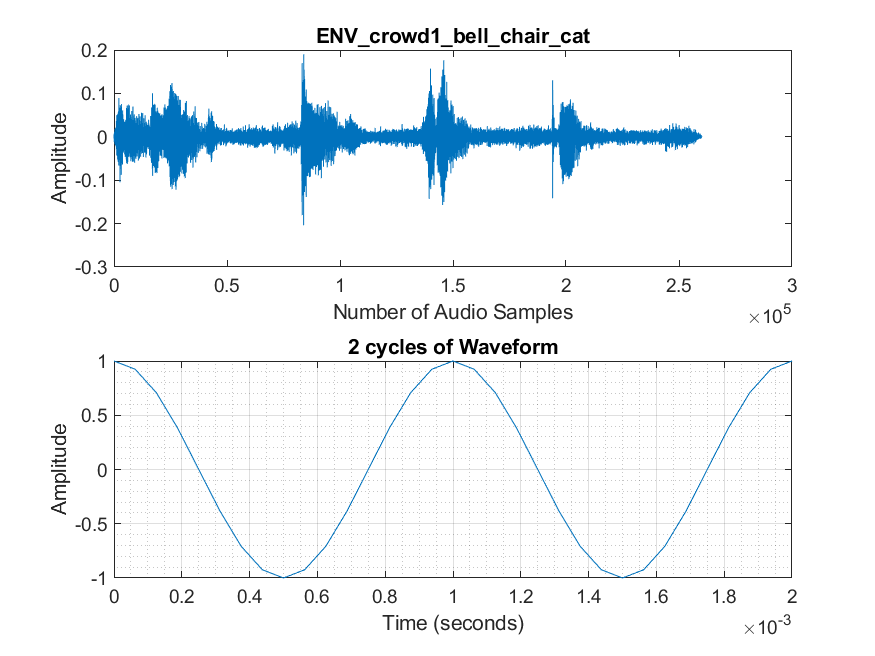 ENV_crowd1_bell_chair_cat
0.2
0.1
0
-0.1
-0.2
-0.3
Amplitude
0 0.5 1 1.5 2 2.5 3
Number of Audio Samples
×10^5
2 cycles of Waveform
1
0.5
0
-0.5
-1
Amplitude
0 0.2 0.4 0.6 0.8 1 1.2 1.4 1.6 1.8 2
Time (seconds)
×10^-3